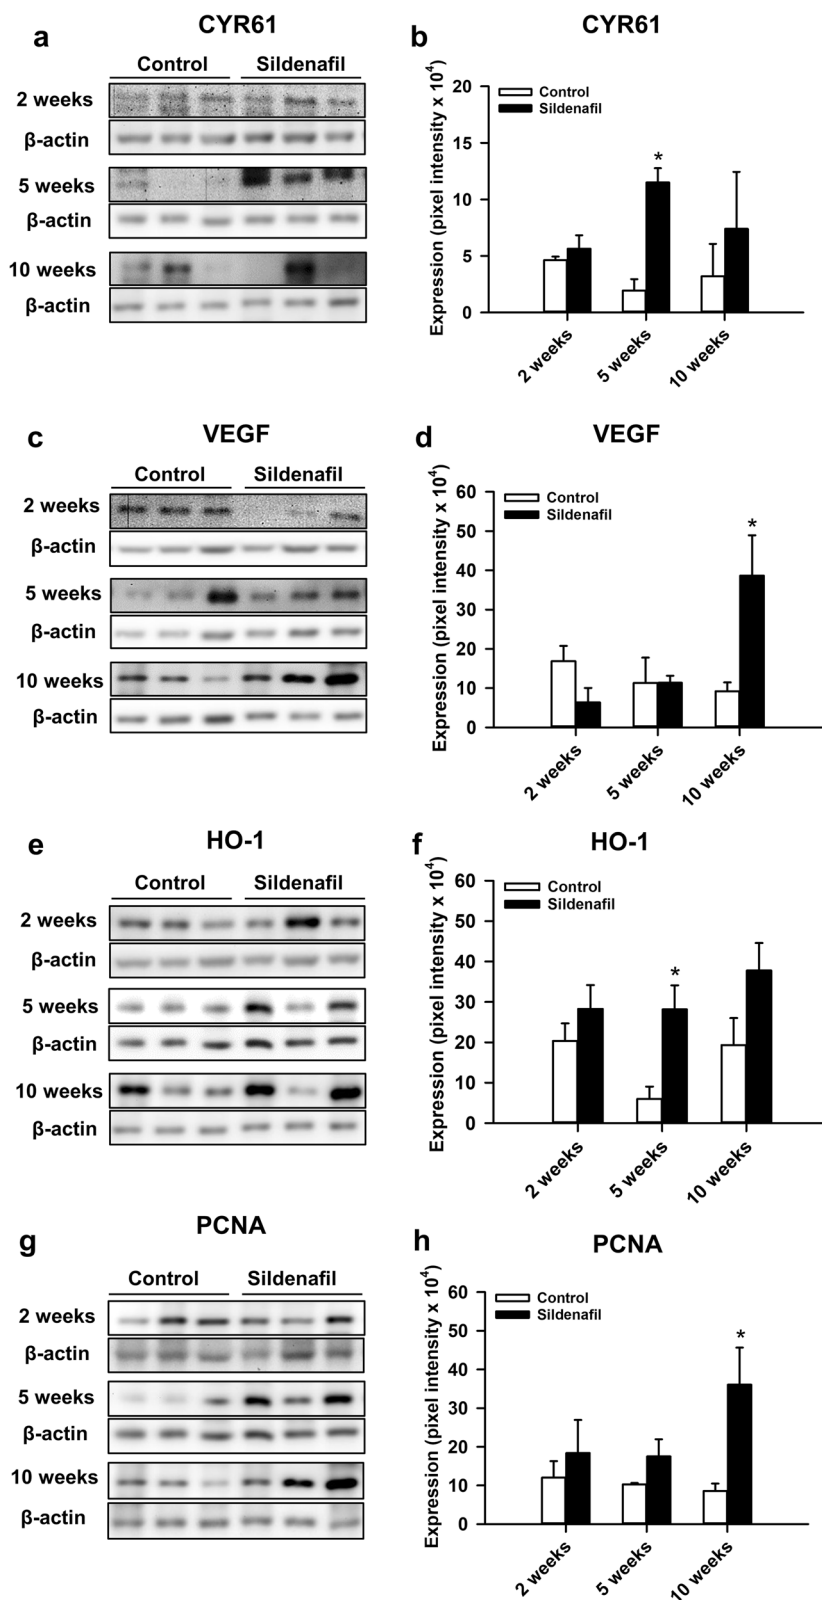 a
CYR61
Control Sildenafil
2 weeks
β-actin
5 weeks
β-actin
10 weeks
β-actin
b
CYR61
Expression (pixel intensity x 10⁴)
20
15
10
5
0
Control
Sildenafil
*
2 weeks
5 weeks
10 weeks
c
VEGF
Control Sildenafil
2 weeks
β-actin
5 weeks
β-actin
10 weeks
β-actin
d
VEGF
Expression (pixel intensity x 10⁴)
60
50
40
30
20
10
0
Control
Sildenafil
*
2 weeks
5 weeks
10 weeks
e
HO-1
Control Sildenafil
2 weeks
β-actin
5 weeks
β-actin
10 weeks
β-actin
f
HO-1
Expression (pixel intensity x 10⁴)
60
50
40
30
20
10
0
Control
Sildenafil
*
2 weeks
5 weeks
10 weeks
g
PCNA
Control Sildenafil
2 weeks
β-actin
5 weeks
β-actin
10 weeks
β-actin
h
PCNA
Expression (pixel intensity x 10⁴)
60
50
40
30
20
10
0
Control
Sildenafil
*
2 weeks
5 weeks
10 weeks